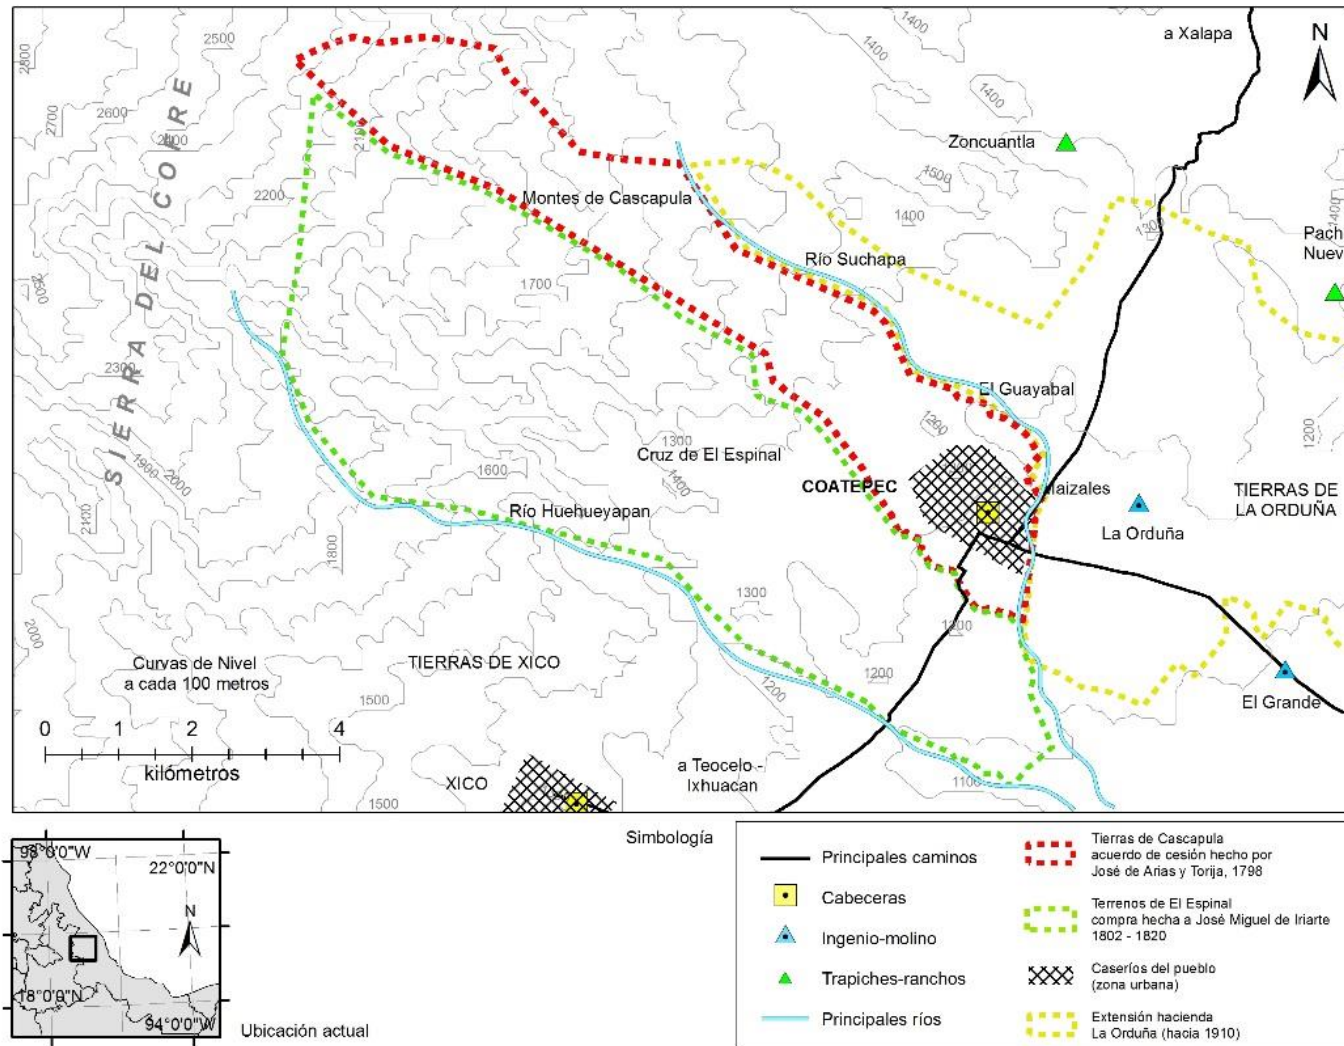 1400
2500
1400
a Xalapa
N
2800
2600
2700
1400
2400
2100
Zoncuantla
1500
2200
Montes de Cascapula
1400
1400
1300
Pach
Nuev
Río Suchapa
1700
SIERRA DEL COFRE
2300
El Guayabal
1200
1300
1200
Cruz de El Espinal
1900
2000
1600
1400
COATEPEC
Maizales
TIERRAS DE
LA ORDUÑA
2100
Río Huehueyapan
La Orduña
1800
1300
2000
1200
Curvas de Nivel
a cada 100 metros
TIERRAS DE XICO
1200
1200
1500
El Grande
0 1 2 4
kilómetros
XICO
a Teocelo -
Ixhuacan
1100
1500
Simbología
Principales caminos
Cabeceras
Ingenio-molino
Trapiches-ranchos
Principales ríos
Tierras de Cascapula
acuerdo de cesión hecho por
José de Arias y Torija, 1798
Terrenos de El Espinal
compra hecha a José Miguel de Iriarte
1802 - 1820
Caseríos del pueblo
(zona urbana)
Extensión hacienda
La Orduña (hacia 1910)
98°0'0"W
22°0'0"N
N
18°0'0"N
94°0'0"W
Ubicación actual